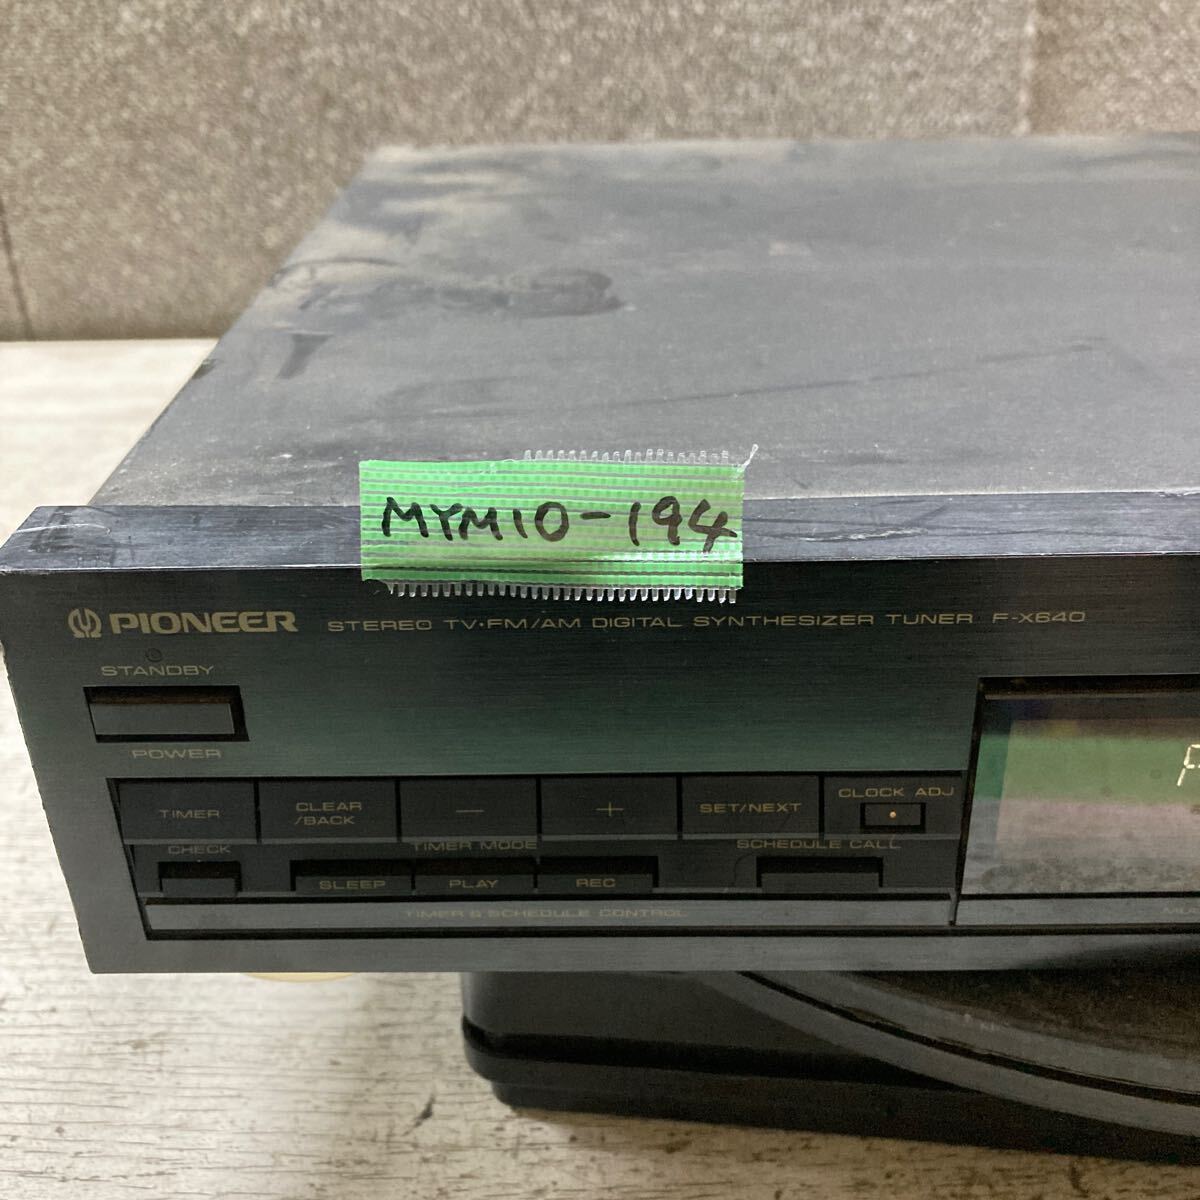 MYM10-194
PIONEER STEREO TV·FM/AM DIGITAL SYNTHESIZER TUNER F-X640
STANDBY
POWER
TIMER
CLEAR
/BACK
−
+
SET/NEXT
CLOCK ADJ
CHECK
TIMER MODE
SCHEDULE CALL
SLEEP
PLAY
REC
TIMER & SCHEDULE CONTROL